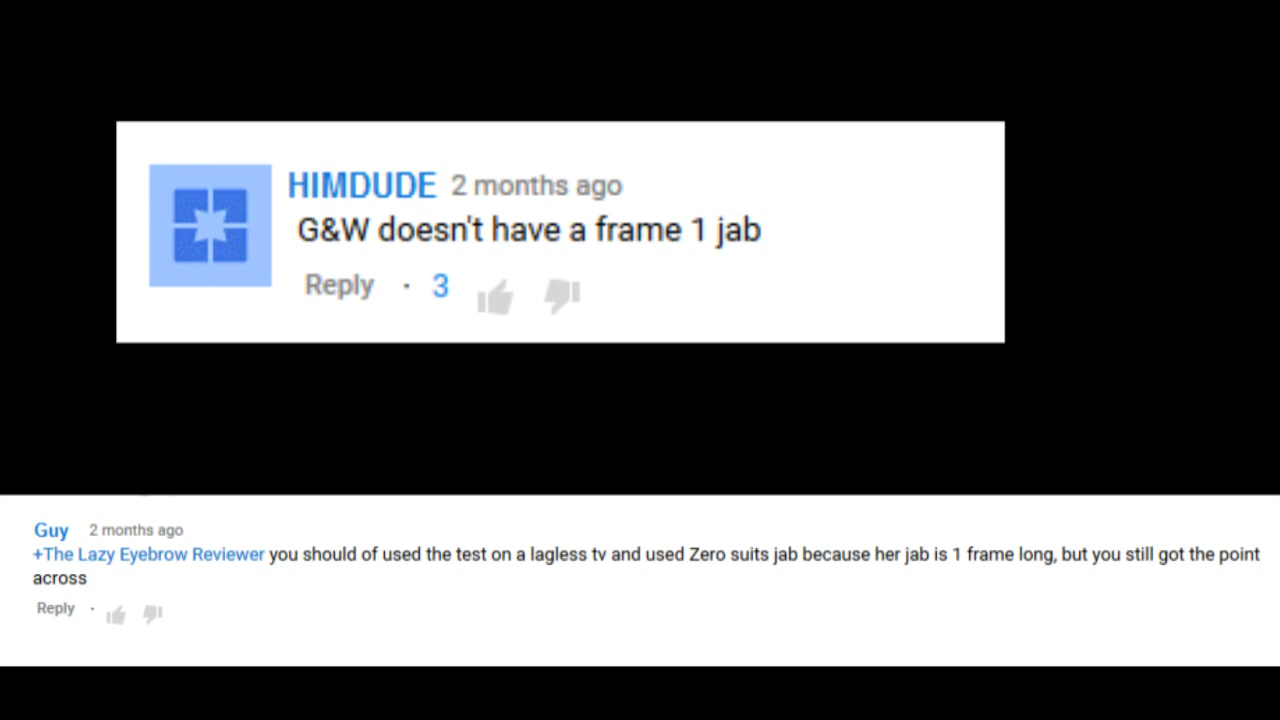 HIMDUDE 2 months ago
G&W doesn't have a frame 1 jab
Reply · 3
Guy 2 months ago
+The Lazy Eyebrow Reviewer you should of used the test on a lagless tv and used Zero suits jab because her jab is 1 frame long, but you still got the point
across
Reply ·